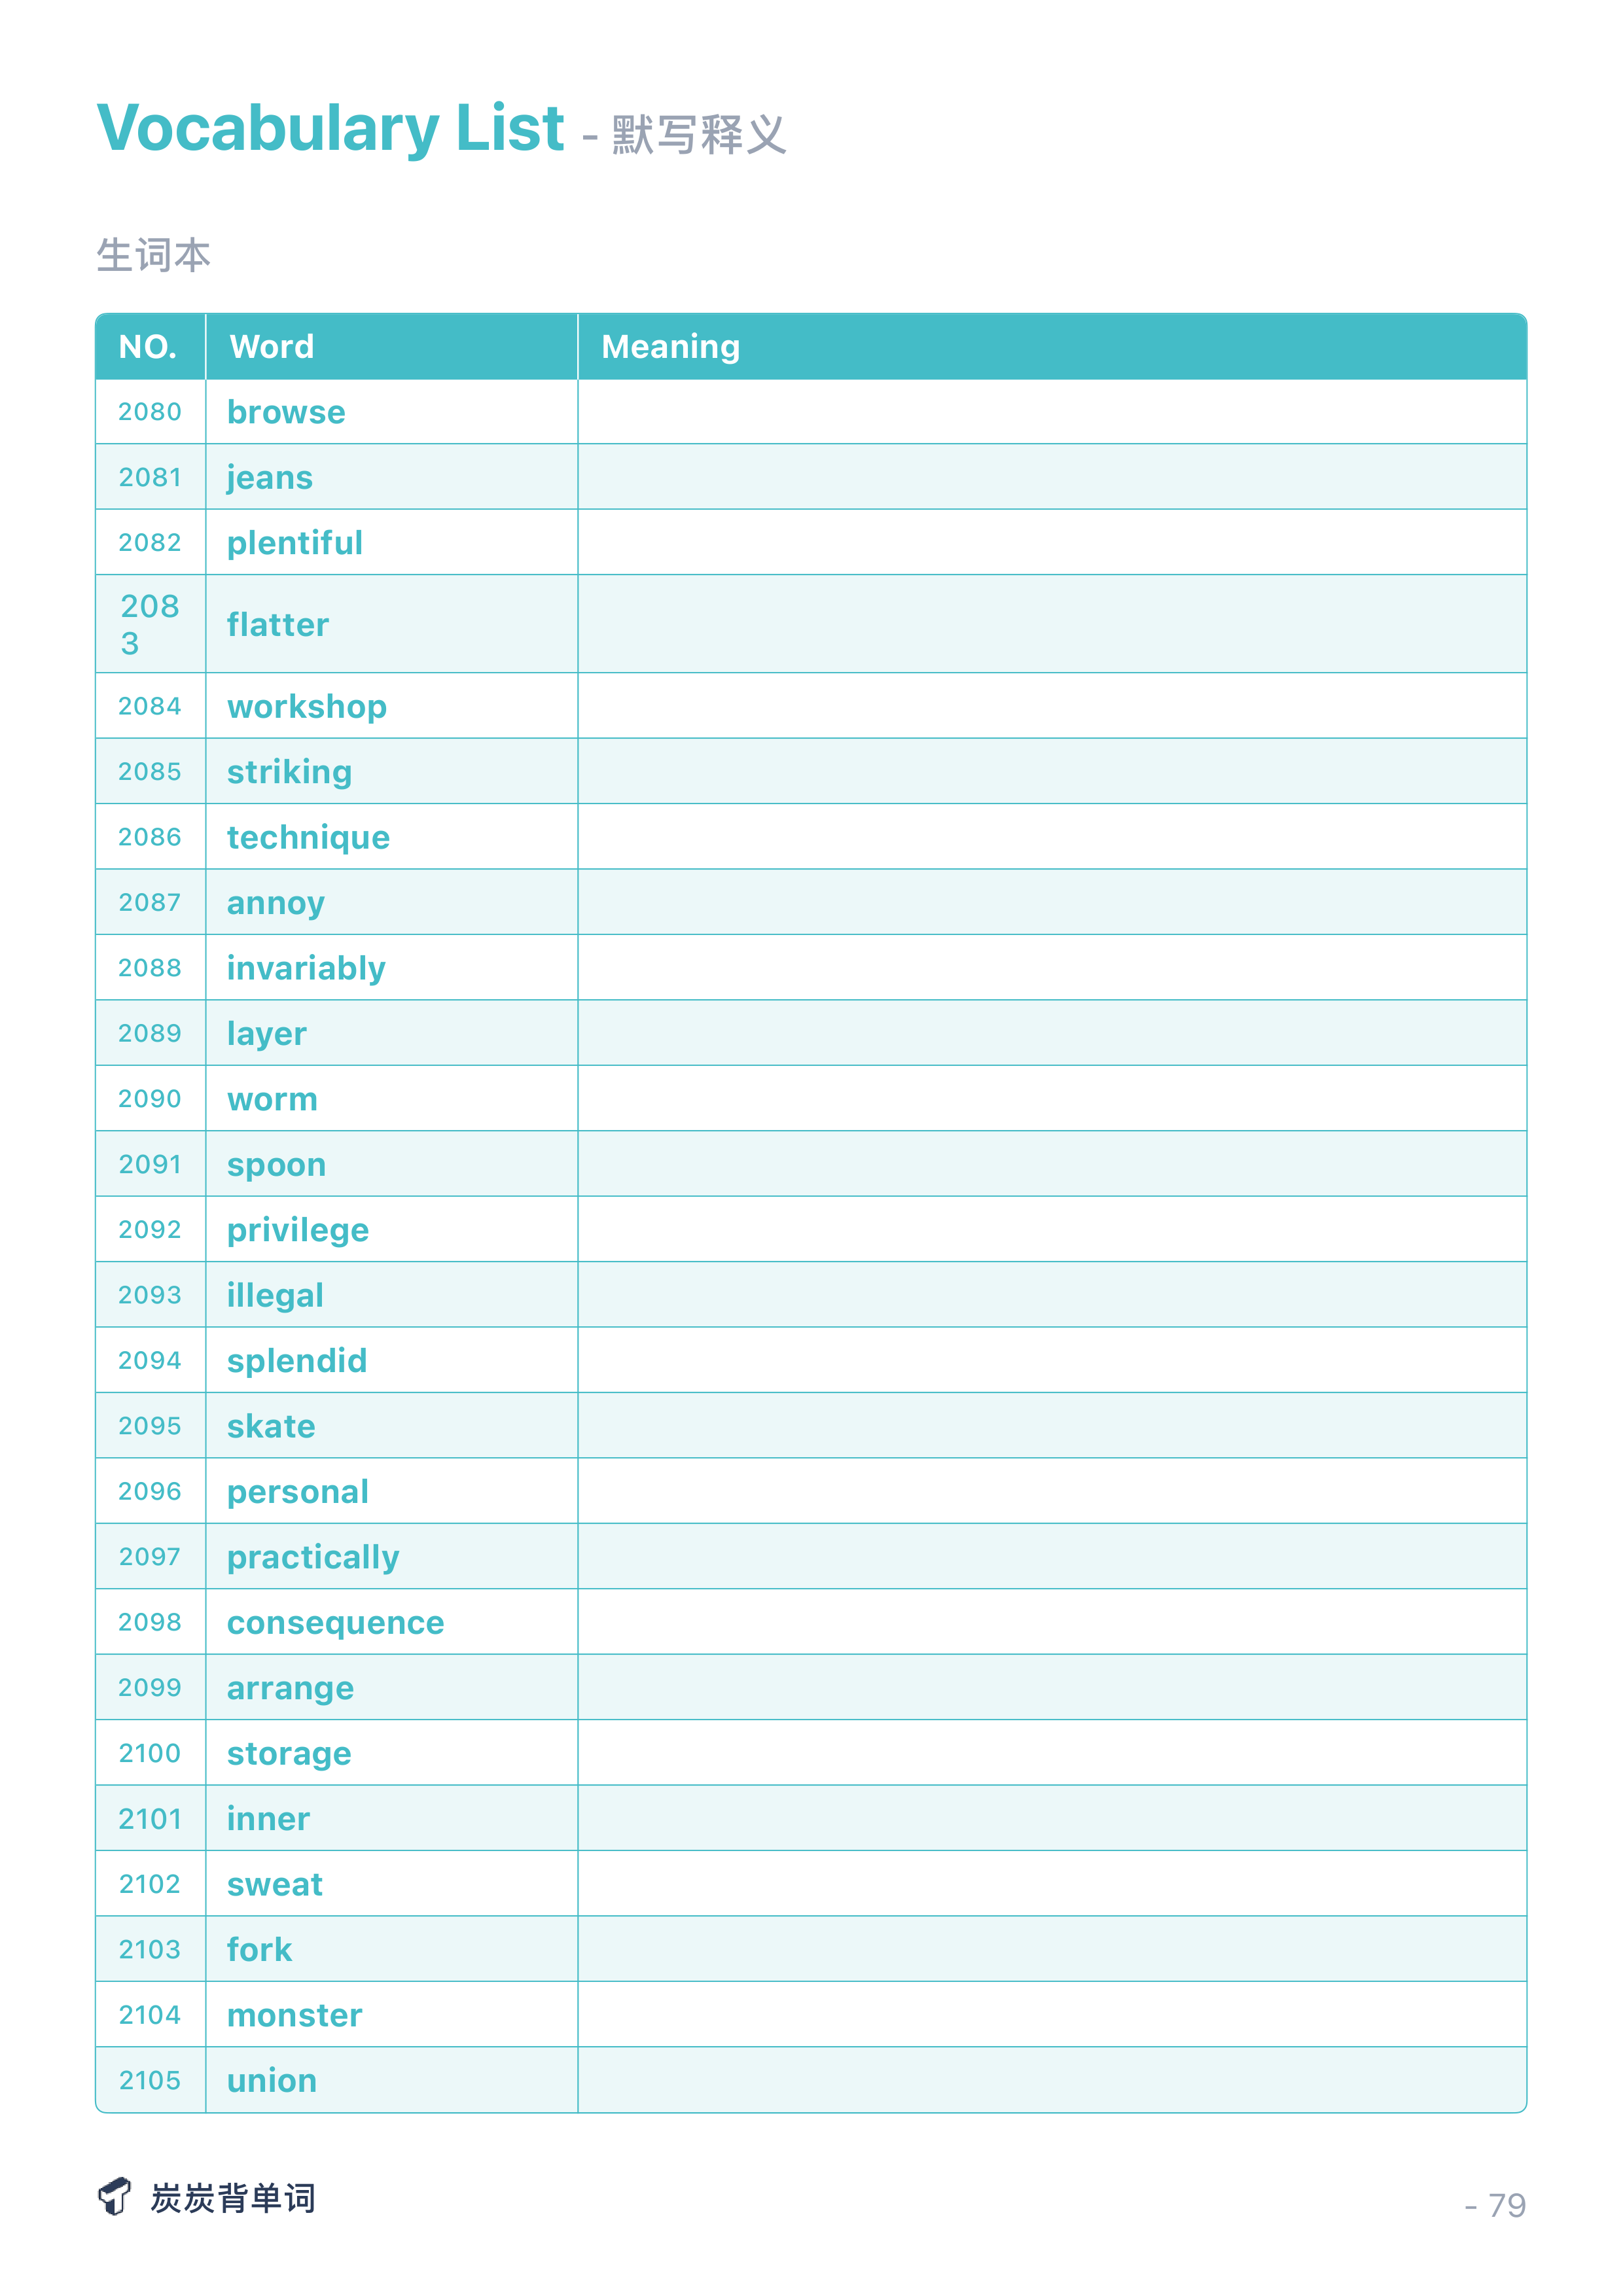 Vocabulary List - 默写释义
生词本
NO. Word Meaning
2080 browse
2081 jeans
2082 plentiful
2083 flatter
2084 workshop
2085 striking
2086 technique
2087 annoy
2088 invariably
2089 layer
2090 worm
2091 spoon
2092 privilege
2093 illegal
2094 splendid
2095 skate
2096 personal
2097 practically
2098 consequence
2099 arrange
2100 storage
2101 inner
2102 sweat
2103 fork
2104 monster
2105 union
炭炭背单词
- 79